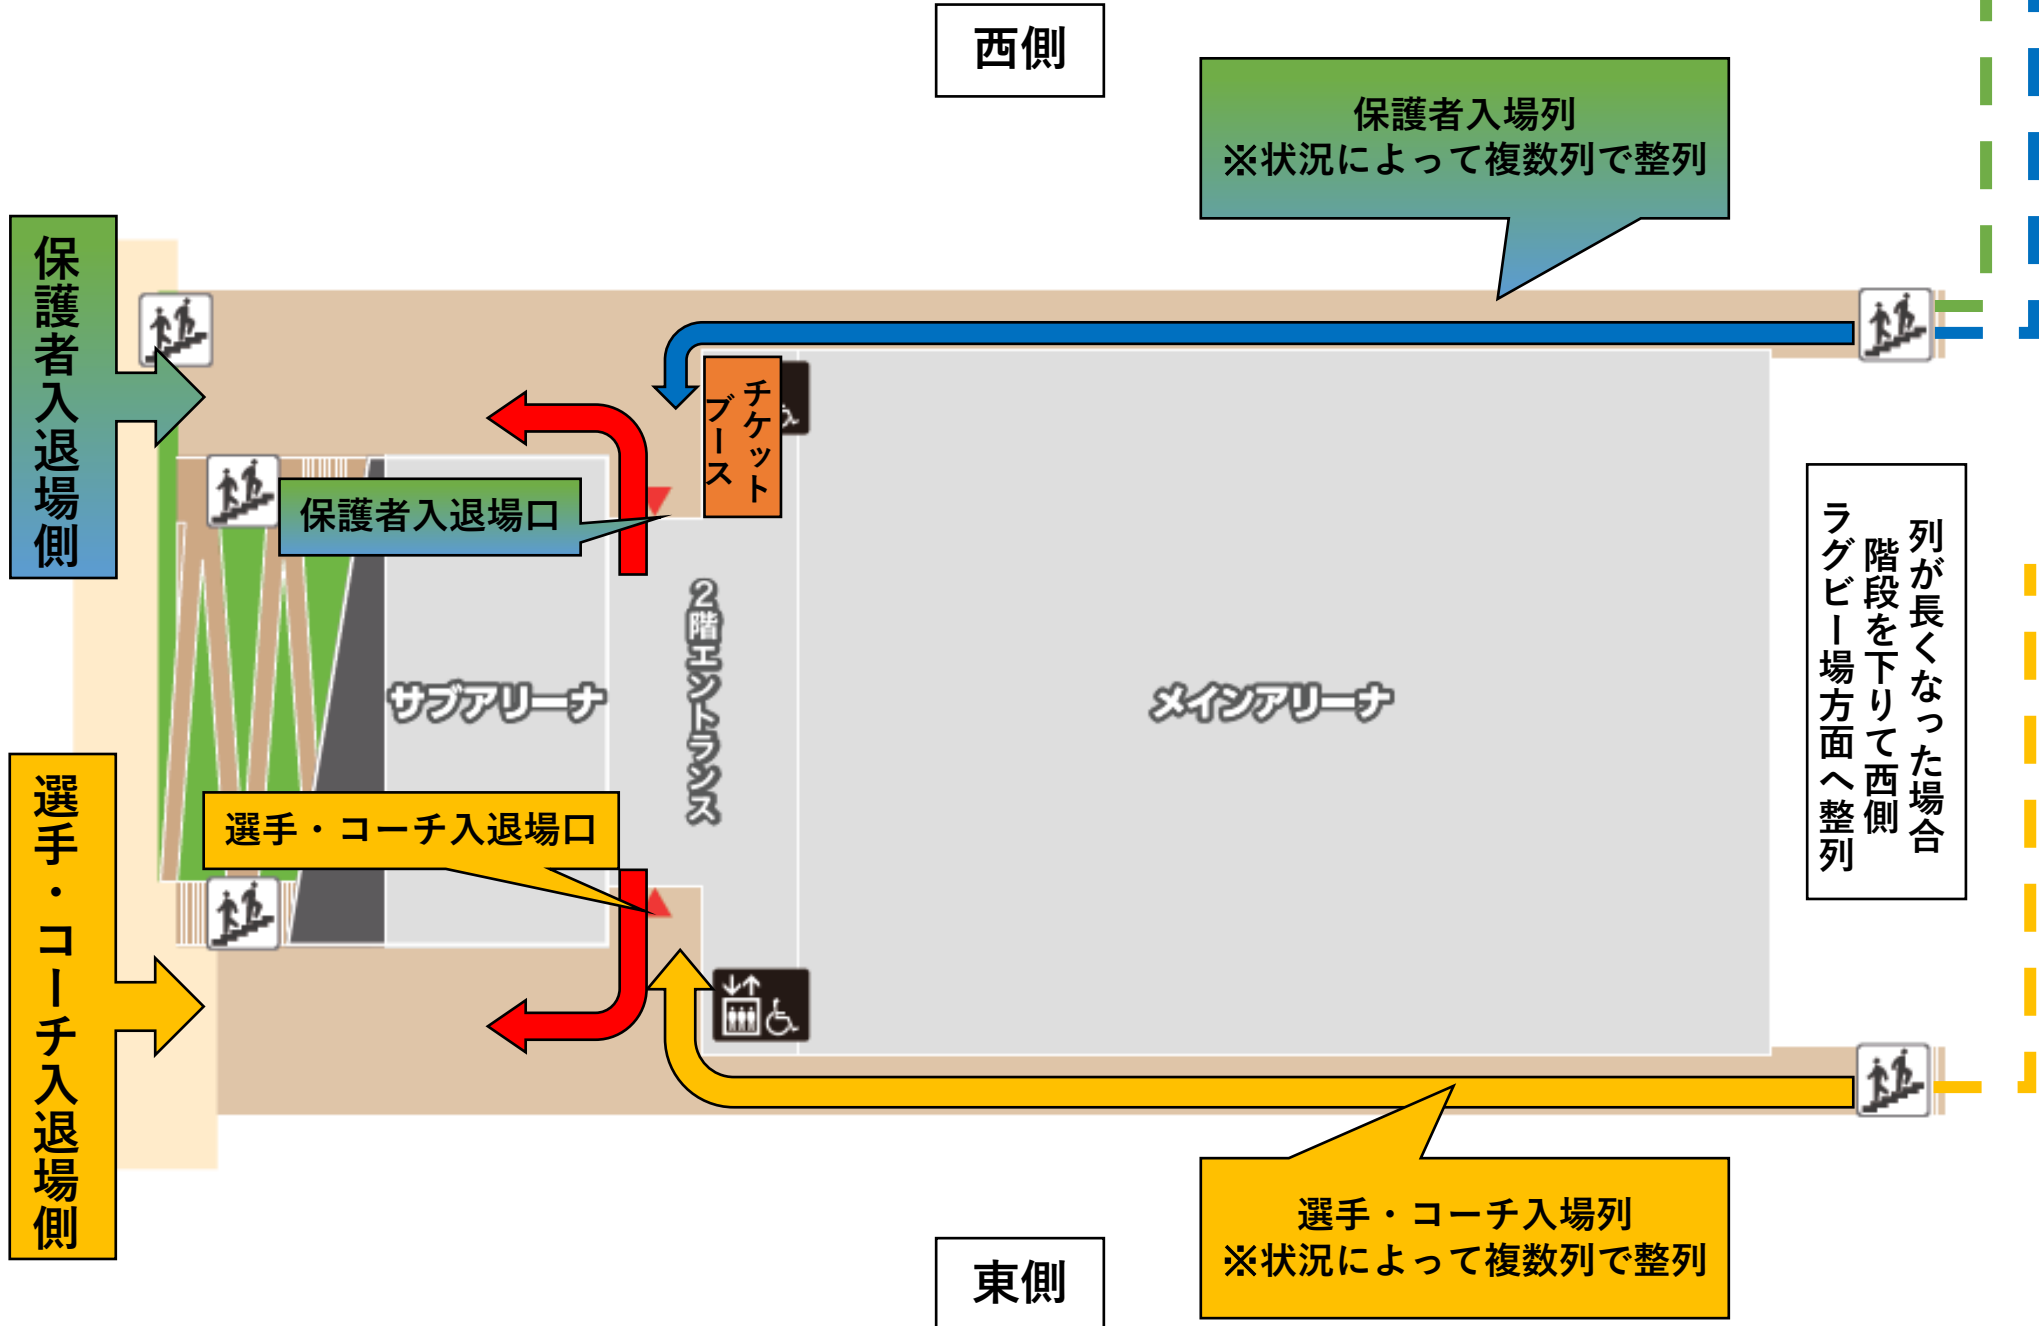 西側
保護者入場列
※状況によって複数列で整列
保護者入退場側
チケット
ブース
保護者入退場口
2階エントランス
サブアリーナ
メインアリーナ
列が長くなった場合
階段を下りて西側
ラグビー場方面へ整列
選手・コーチ入退場側
選手・コーチ入退場口
選手・コーチ入場列
※状況によって複数列で整列
東側